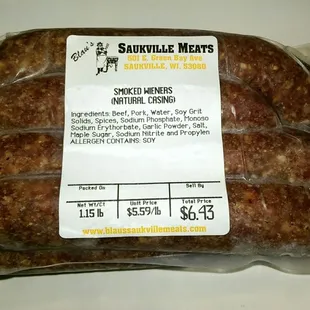 Blau's
SAUKVILLE MEATS
501 E. Green Bay Ave
SAUKVILLE, WI. 53080
SMOKED WIENERS
(NATURAL CASING)
Ingredients: Beef, Pork, Water, Soy Grit
Solids, Spices, Sodium Phosphate, Monoso
Sodium Erythorbate, Garlic Powder, Salt,
Maple Sugar, Sodium Nitrite and Propylen
ALLERGEN CONTAINS: SOY
Packed On Sell By
Net Wt/Ct Unit Price Total Price
1.15 lb $5.59/lb $6.43
www.blaussaukvillemeats.com